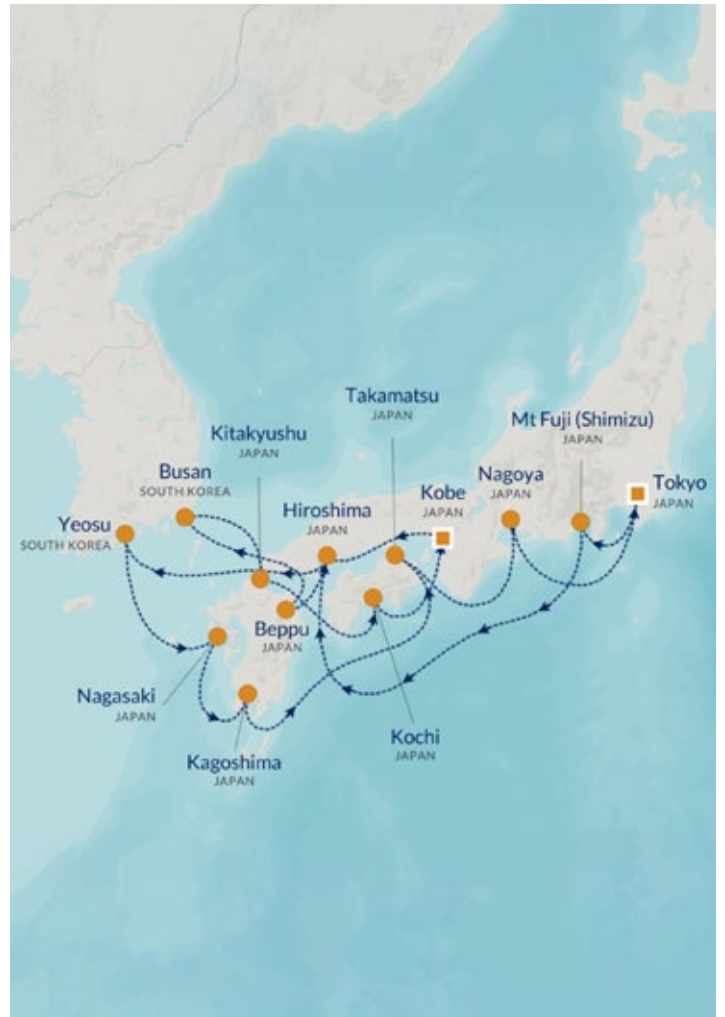 Takamatsu
JAPAN
Mt Fuji (Shimizu)
JAPAN
Kitakyushu
JAPAN
Busan
SOUTH KOREA
Nagoya
JAPAN
Tokyo
JAPAN
Kobe
JAPAN
Hiroshima
JAPAN
Yeosu
SOUTH KOREA
Beppu
JAPAN
Nagasaki
JAPAN
Kochi
JAPAN
Kagoshima
JAPAN